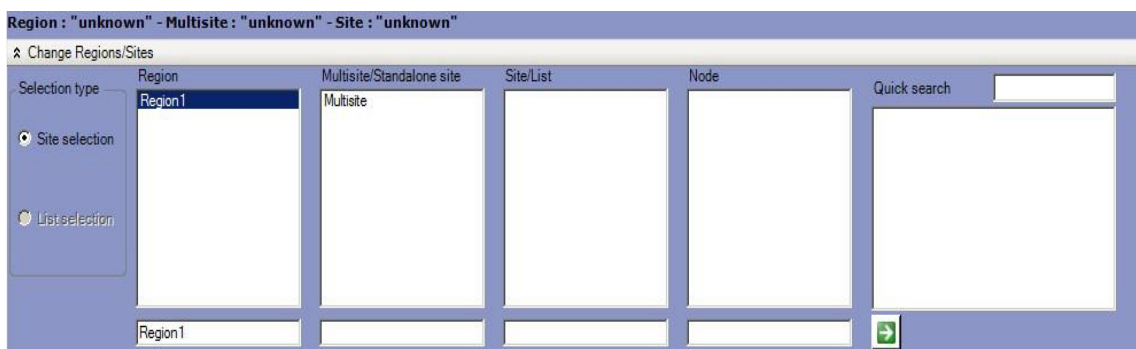 Region : "unknown" - Multisite : "unknown" - Site : "unknown"
Change Regions/Sites
Selection type
Site selection
List selection
Region
Region1
Region1
Multisite/Standalone site
Multisite
Site/List
Node
Quick search